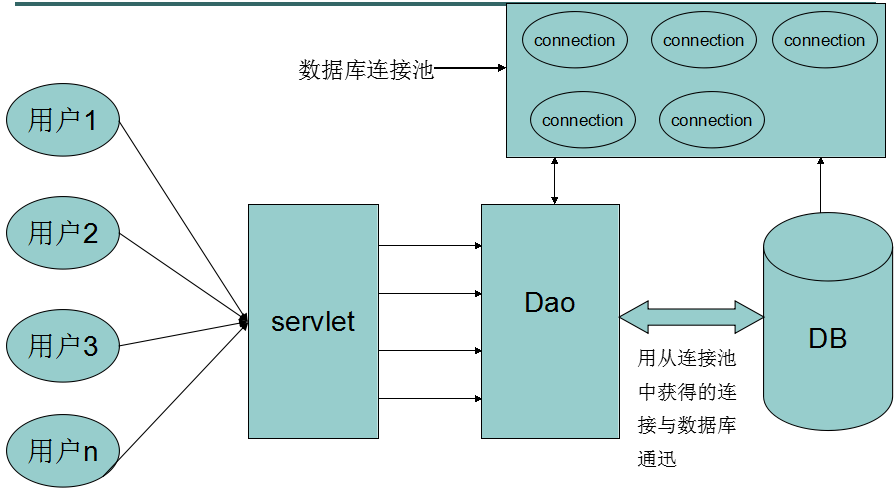 connection
connection
connection
数据库连接池
connection
connection
用户1
用户2
用户3
用户n
servlet
Dao
DB
用从连接池
中获得的连
接与数据库
通迅